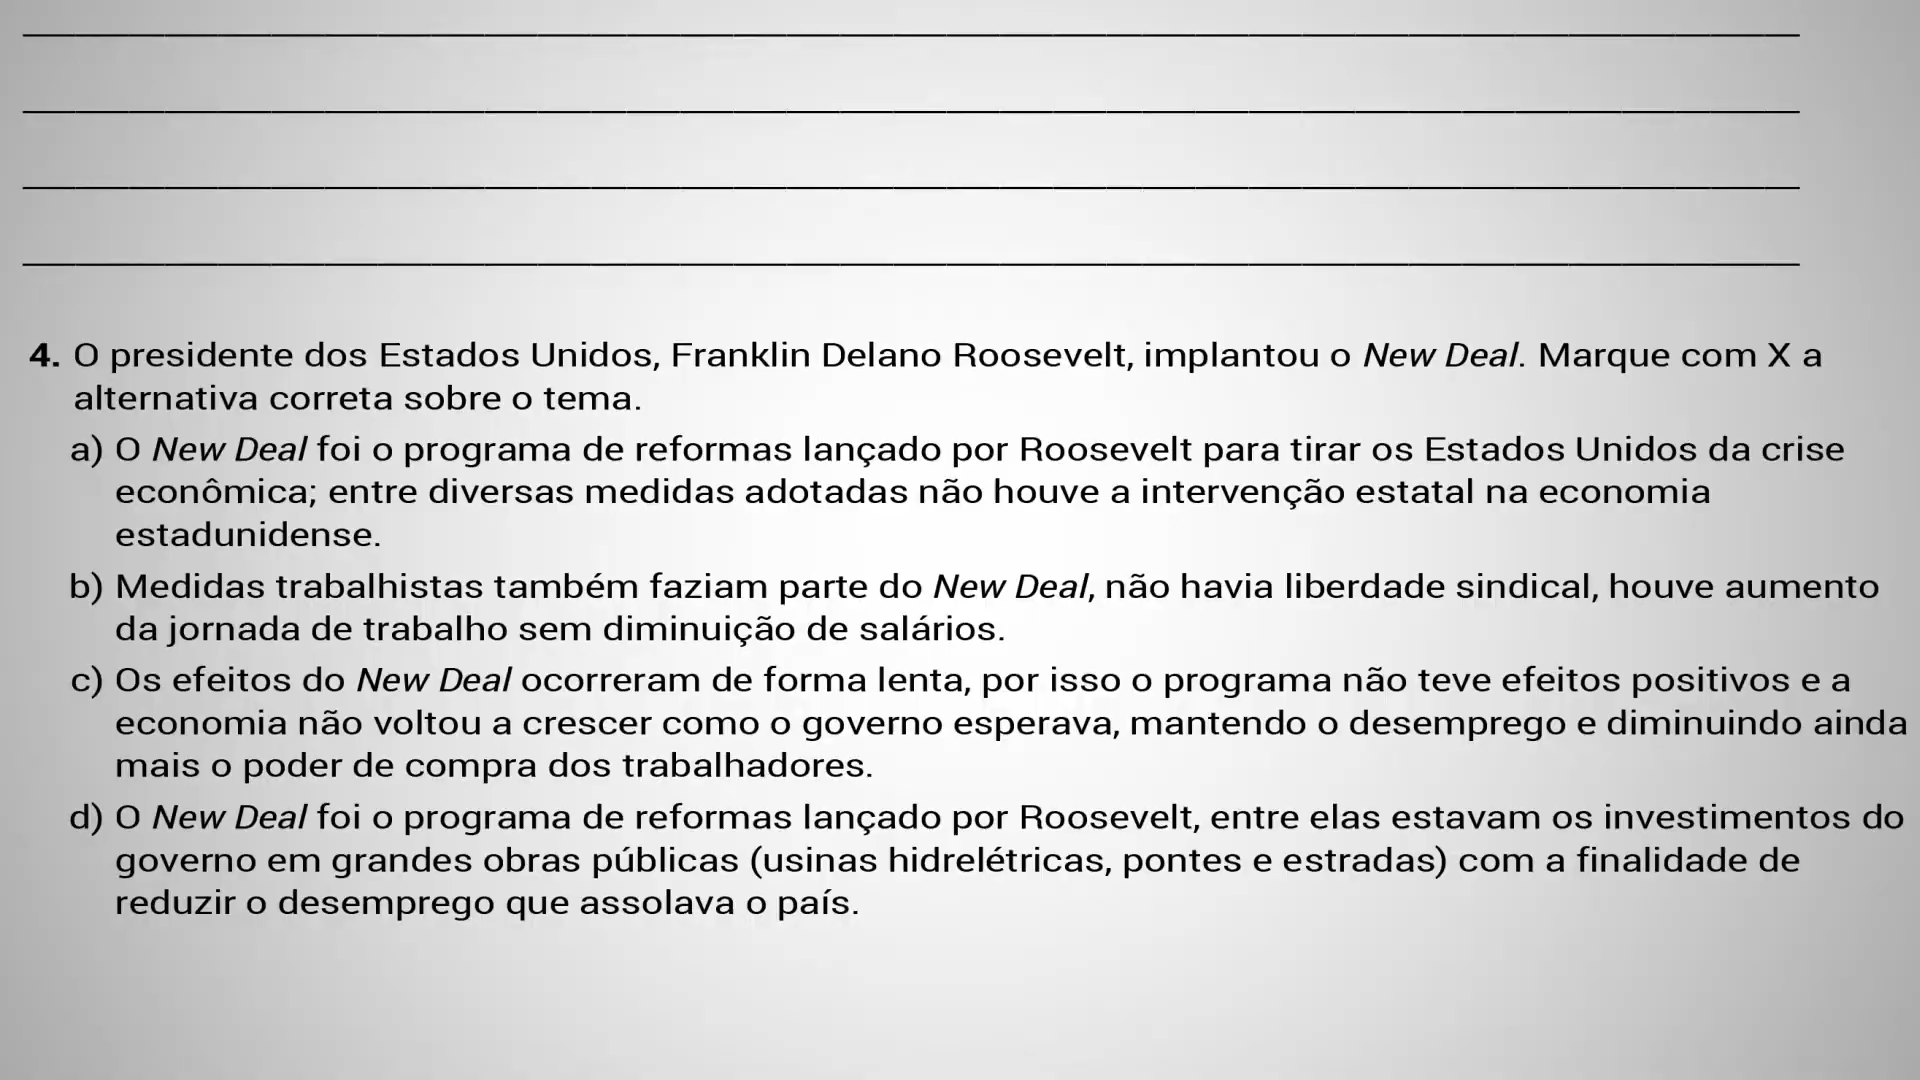 4. O presidente dos Estados Unidos, Franklin Delano Roosevelt, implantou o New Deal. Marque com X a
alternativa correta sobre o tema.
a) O New Deal foi o programa de reformas lançado por Roosevelt para tirar os Estados Unidos da crise
econômica; entre diversas medidas adotadas não houve a intervenção estatal na economia
estadunidense.
b) Medidas trabalhistas também faziam parte do New Deal, não havia liberdade sindical, houve aumento
da jornada de trabalho sem diminuição de salários.
c) Os efeitos do New Deal ocorreram de forma lenta, por isso o programa não teve efeitos positivos e a
economia não voltou a crescer como o governo esperava, mantendo o desemprego e diminuindo ainda
mais o poder de compra dos trabalhadores.
d) O New Deal foi o programa de reformas lançado por Roosevelt, entre elas estavam os investimentos do
governo em grandes obras públicas (usinas hidrelétricas, pontes e estradas) com a finalidade de
reduzir o desemprego que assolava o país.